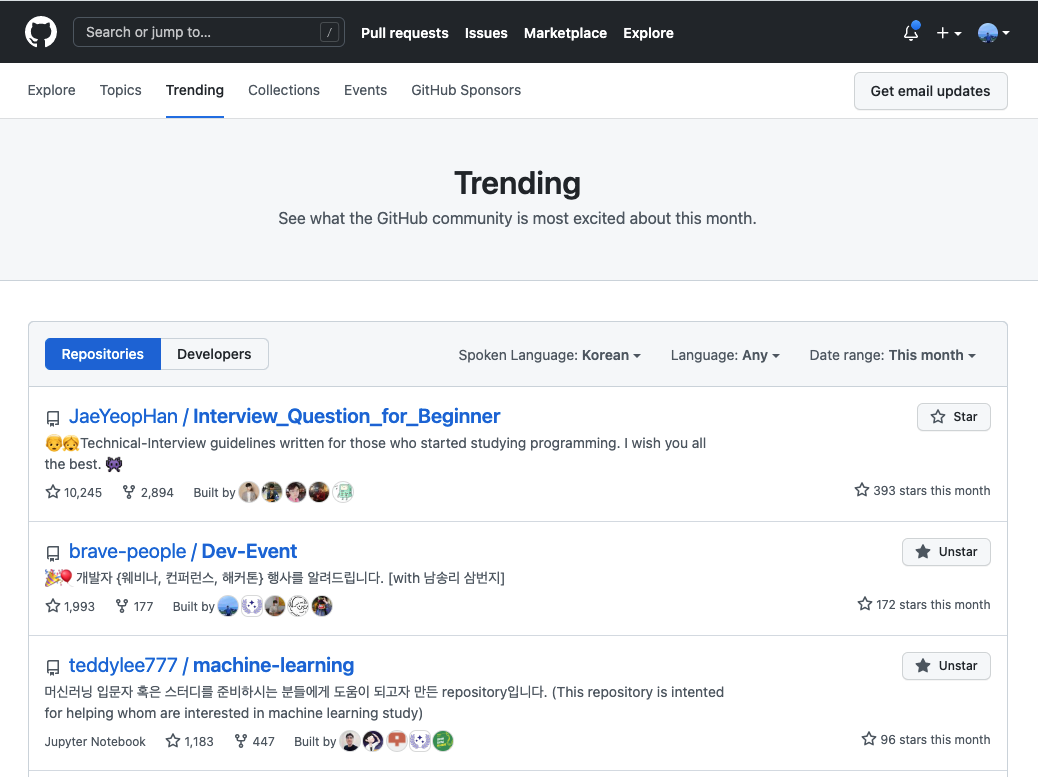 Search or jump to... /
Pull requests Issues Marketplace Explore
Explore Topics Trending Collections Events GitHub Sponsors Get email updates
Trending
See what the GitHub community is most excited about this month.
Repositories Developers Spoken Language: Korean Language: Any Date range: This month
JaeYeopHan / Interview_Question_for_Beginner Star
👦👧Technical-Interview guidelines written for those who started studying programming. I wish you all
the best. 👾
10,245 2,894 Built by 393 stars this month
brave-people / Dev-Event Unstar
🎉🎈 개발자 {웨비나, 컨퍼런스, 해커톤} 행사를 알려드립니다. [with 남송리 삼번지]
1,993 177 Built by 172 stars this month
teddylee777 / machine-learning Unstar
머신러닝 입문자 혹은 스터디를 준비하시는 분들에게 도움이 되고자 만든 repository입니다. (This repository is intented
for helping whom are interested in machine learning study)
Jupyter Notebook 1,183 447 Built by 96 stars this month